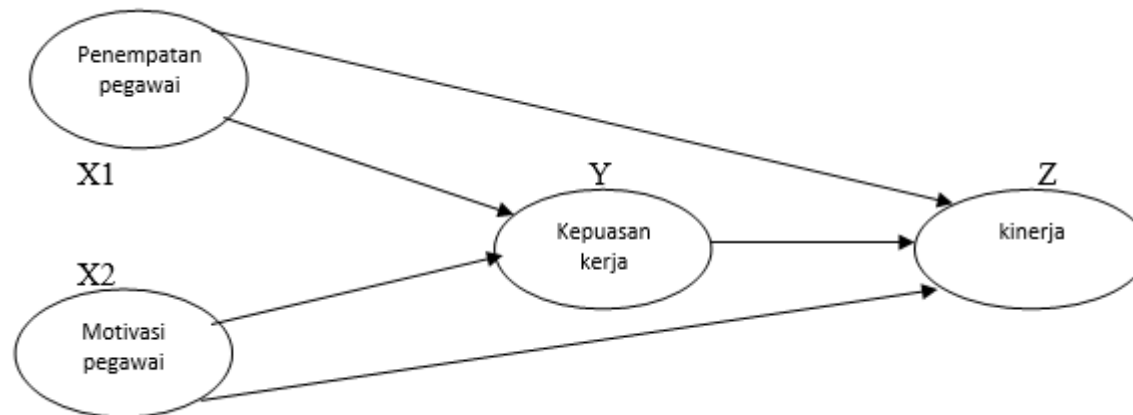 Penempatan
pegawai
X1
Y
Z
Kepuasan
kerja
kinerja
X2
Motivasi
pegawai